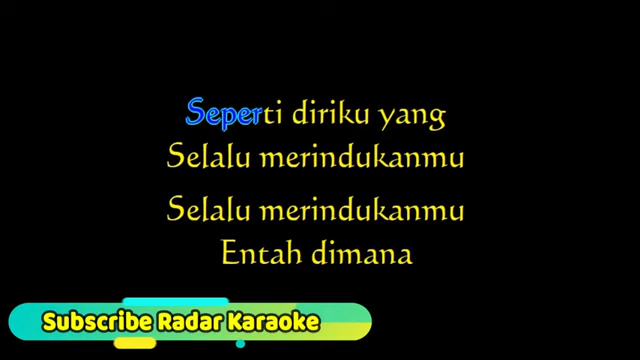 Seperti diriku yang
Selalu merindukanmu
Selalu merindukanmu
Entah dimana
Subscribe Radar Karaoke